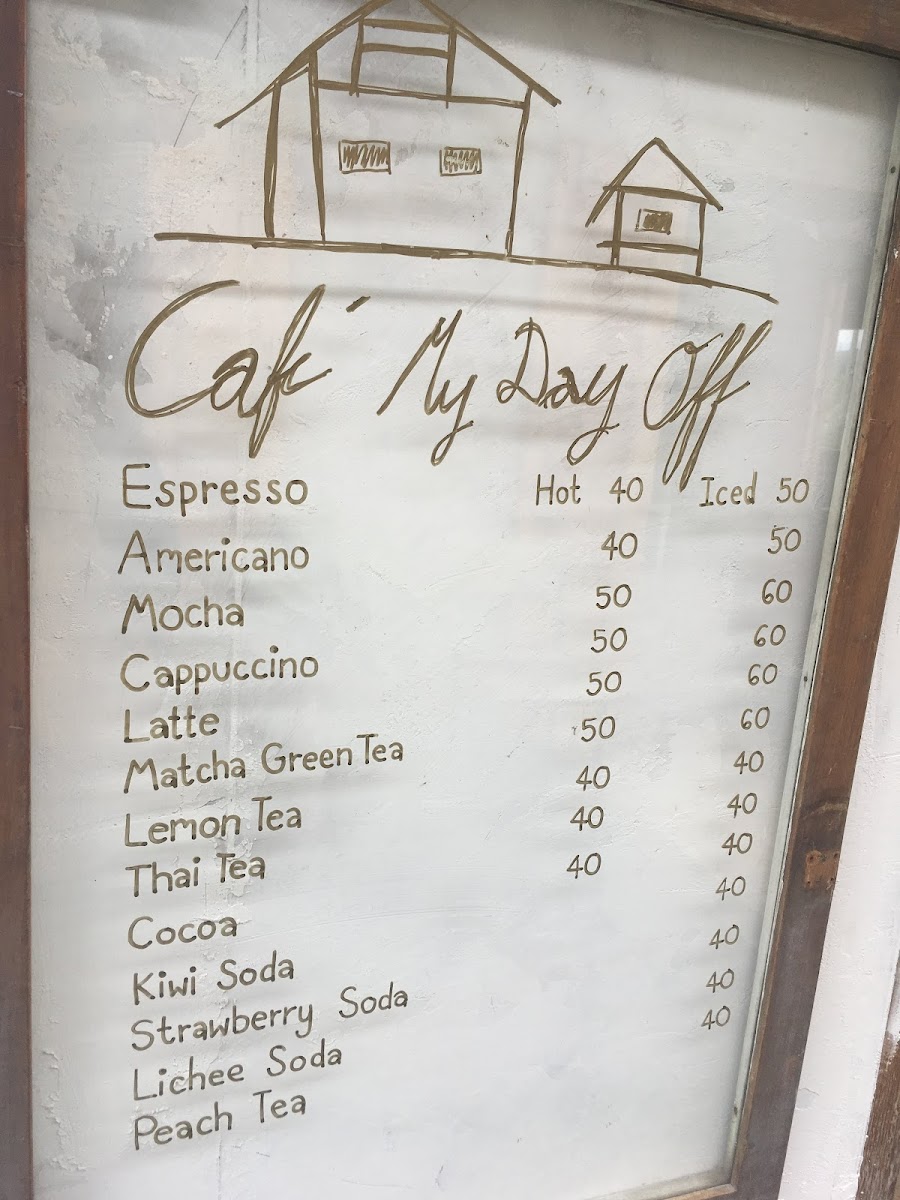 Café My Day Off
Espresso Hot 40 Iced 50
Americano 40 50
Mocha 50 60
Cappuccino 50 60
Latte 50 60
Matcha Green Tea 50 60
Lemon Tea 40 40
Thai Tea 40 40
Cocoa 40 40
Kiwi Soda 40
Strawberry Soda 40
Lichee Soda 40
Peach Tea 40